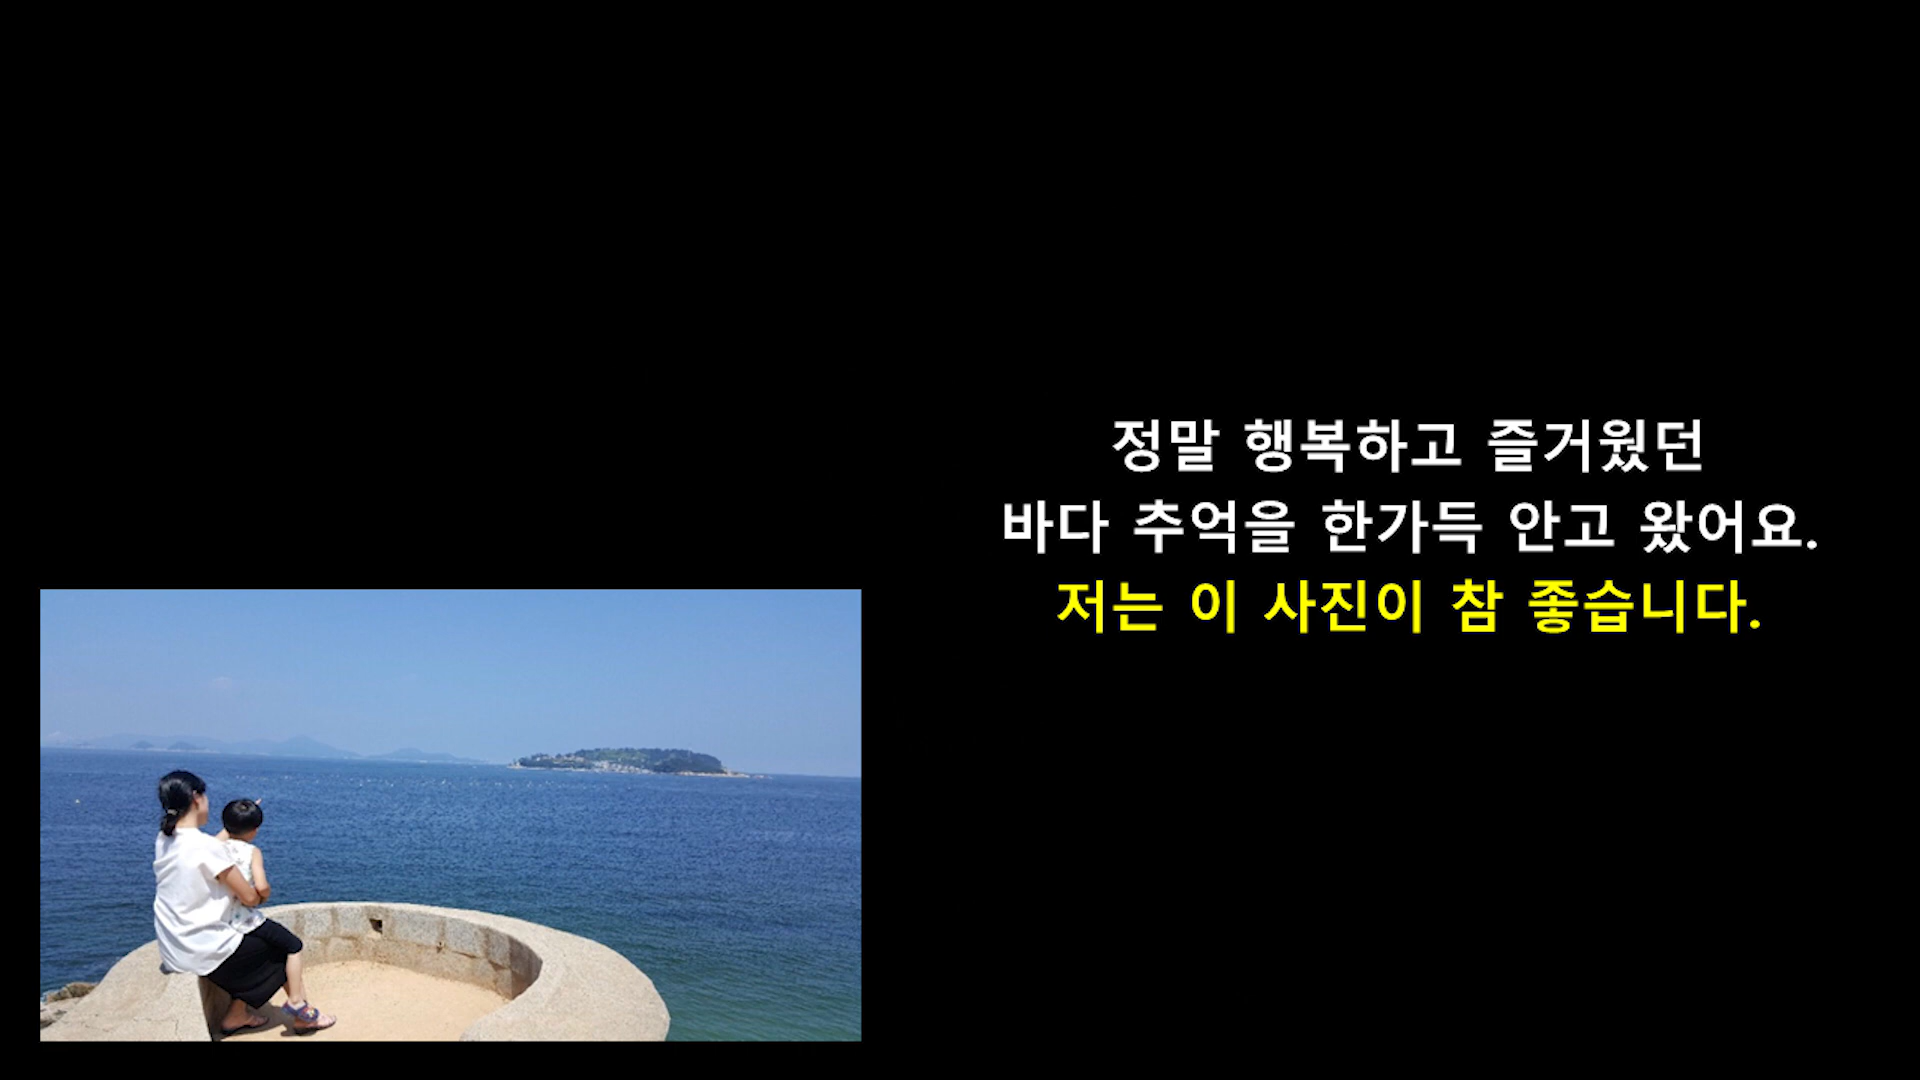 정말 행복하고 즐거웠던
바다 추억을 한가득 안고 왔어요.
저는 이 사진이 참 좋습니다.